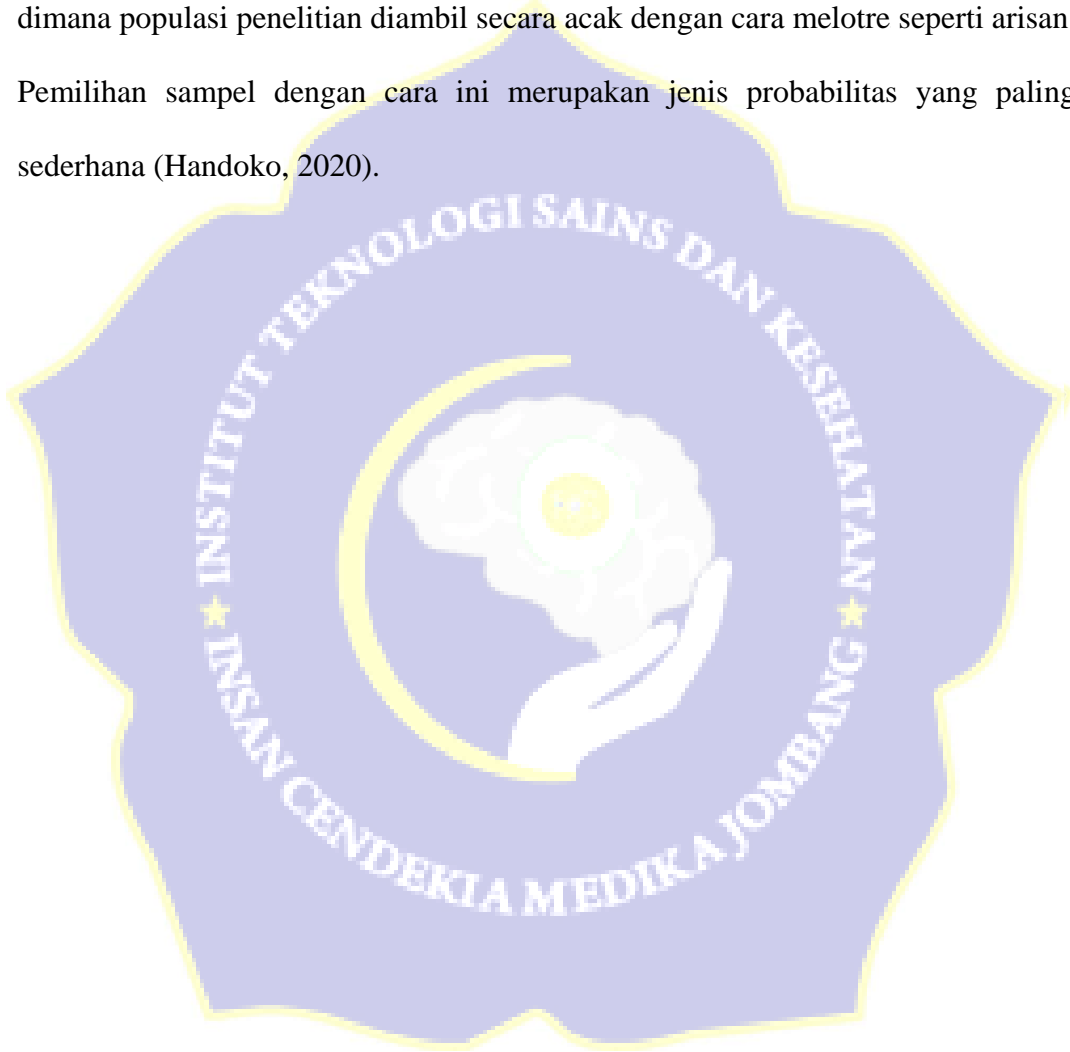 dimana populasi penelitian diambil secara acak dengan cara melotre seperti arisan
Pemilihan sampel dengan cara ini merupakan jenis probabilitas yang paling
sederhana (Handoko, 2020).
INSTITUT TEKNOLOGI SAINS DAN KESEHATAN
INSAN CENDEKIA MEDIKA JOMBANG